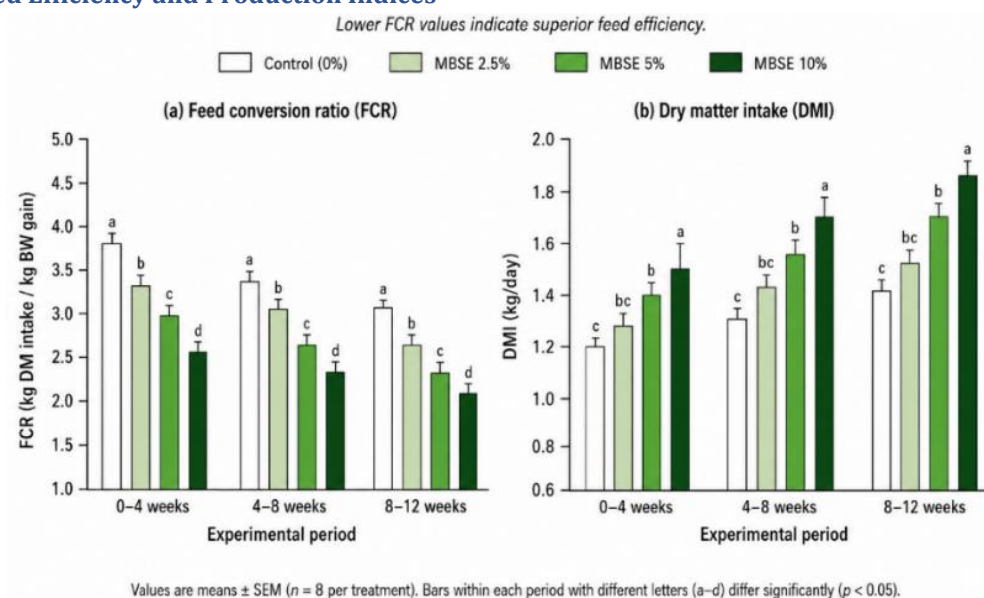 Efficiency and Production Indices
Lower FCR values indicate superior feed efficiency.
Control (0%) MBSE 2.5% MBSE 5% MBSE 10%
(a) Feed conversion ratio (FCR)
FCR (kg DM intake / kg BW gain)
5.0
4.5
4.0
3.5
3.0
2.5
2.0
1.5
1.0
a b c d
a b c d
a b c d
0–4 weeks 4–8 weeks 8–12 weeks
Experimental period
(b) Dry matter intake (DMI)
DMI (kg/day)
2.0
1.8
1.6
1.4
1.2
1.0
0.8
0.6
c bc b a
c bc b a
c bc b a
0–4 weeks 4–8 weeks 8–12 weeks
Experimental period
Values are means ± SEM (n = 8 per treatment). Bars within each period with different letters (a–d) differ significantly (p < 0.05).